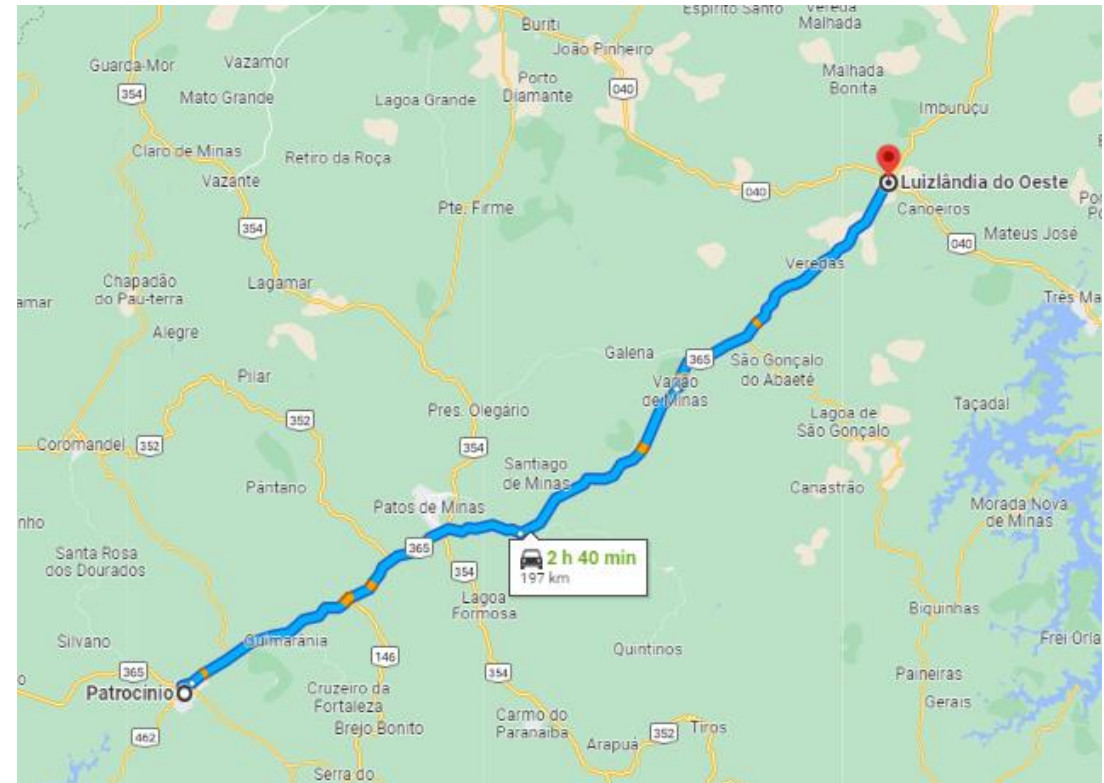 Espírito Santo
Vereda
Malhada
Buriti
João Pinheiro
Guarda-Mor
Vazamor
Malhada
Bonita
Porto
Diamante
040
354
Mato Grande
Lagoa Grande
Imburuçu
Claro de Minas
Retiro da Roça
Vazante
040
Luizlândia do Oeste
Pte. Firme
Canoeiros
354
Mateus José
040
Veredas
Chapadão
do Pau-terra
Lagamar
amar
Três Ma
Alegre
Galena
365
São Gonçalo
do Abaeté
Pilar
Varjão
de Minas
Pres. Olegário
Taçadal
352
Lagoa de
São Gonçalo
Coromandel
352
354
Santiago
de Minas
Pântano
Canastrão
Patos de Minas
Morada Nova
de Minas
nho
365
Santa Rosa
dos Dourados
2 h 40 min
197 km
354
Lagoa
Formosa
Biquinhas
Silvano
Guimarânia
Frei Orla
Quintinos
365
146
354
Paineiras
Patrocínio
Cruzeiro da
Fortaleza
Gerais
Carmo do
Paranaíba
Brejo Bonito
462
352
Tiros
Arapuá
Serra do